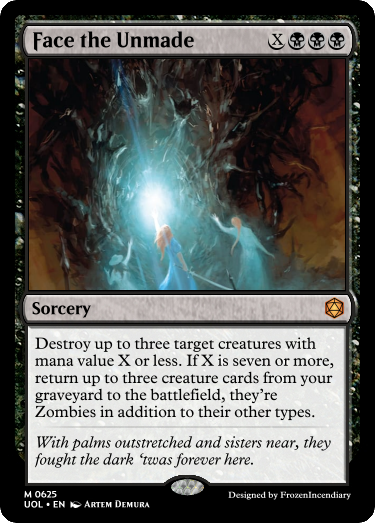 Face the Unmade X
Sorcery
Destroy up to three target creatures with
mana value X or less. If X is seven or more,
return up to three creature cards from your
graveyard to the battlefield, they're
Zombies in addition to their other types.
With palms outstretched and sisters near, they
fought the dark 'twas forever here.
M 0625
UOL • EN Artem Demura
Designed by FrozenIncendiary